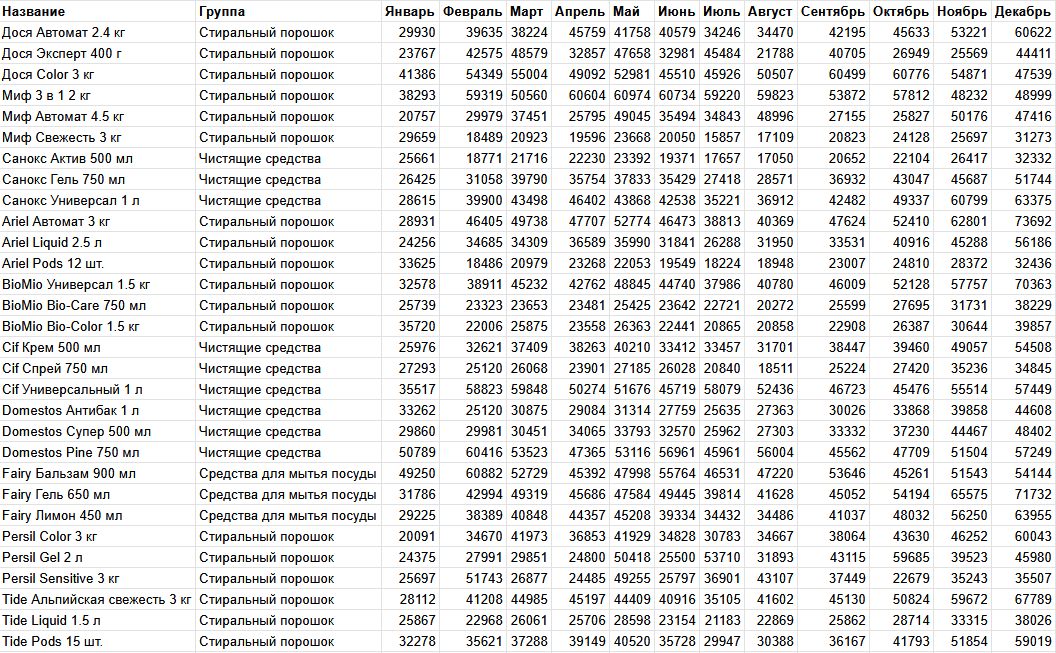 Название Группа Январь Февраль Март Апрель Май Июнь Июль Август Сентябрь Октябрь Ноябрь Декабрь
Дося Автомат 2.4 кг Стиральный порошок 29930 39635 38224 45759 41758 40579 34246 34470 42195 45633 53221 60622
Дося Эксперт 400 г Стиральный порошок 23767 42575 48579 32857 47658 32981 45484 21788 40705 26949 25569 44411
Дося Color 3 кг Стиральный порошок 41386 54349 55004 49092 52981 45510 45926 50507 60499 60776 54871 47539
Миф 3 в 1 2 кг Стиральный порошок 38293 59319 50560 60604 60974 60734 59220 59823 53872 57812 48232 48999
Миф Автомат 4.5 кг Стиральный порошок 20757 29979 37451 25795 49045 35494 34843 48996 27155 25827 50176 47416
Миф Свежесть 3 кг Стиральный порошок 29659 18489 20923 19596 23668 20050 15857 17109 20823 24128 25697 31273
Санокс Актив 500 мл Чистящие средства 25661 18771 21716 22230 23392 19371 17657 17050 20652 22104 26417 32332
Санокс Гель 750 мл Чистящие средства 26425 31058 39790 35754 37833 35429 27418 28571 36932 43047 45687 51744
Санокс Универсал 1 л Чистящие средства 28615 39900 43498 46402 43868 42538 35221 36912 42482 49337 60799 63375
Ariel Автомат 3 кг Стиральный порошок 28931 46405 49738 47707 52774 46473 38813 40369 47624 52410 62801 73692
Ariel Liquid 2.5 л Стиральный порошок 24256 34685 34309 36589 35990 31841 26288 31950 33531 40916 45288 56186
Ariel Pods 12 шт. Стиральный порошок 33625 18486 20979 23268 22053 19549 18224 18948 23007 24810 28372 32436
BioMio Универсал 1.5 кг Стиральный порошок 32578 38911 45232 42762 48845 44740 37986 40780 46009 52128 57757 70363
BioMio Bio-Care 750 мл Стиральный порошок 25739 23323 23653 23481 25425 23642 22721 20272 25599 27695 31731 38229
BioMio Bio-Color 1.5 кг Стиральный порошок 35720 22006 25875 23558 26363 22441 20865 20858 22908 26387 30644 39857
Cif Крем 500 мл Чистящие средства 25976 32621 37409 38263 40210 33412 33457 31701 38447 39460 49057 54508
Cif Спрей 750 мл Чистящие средства 27293 25120 26068 23901 27185 26028 20840 18511 25224 27420 35236 34845
Cif Универсальный 1 л Чистящие средства 35517 58823 59848 50274 51676 45719 58079 52436 46723 45476 55514 57449
Domestos Антибак 1 л Чистящие средства 33262 25120 30875 29084 31314 27759 25635 27363 30026 33868 39858 44608
Domestos Супер 500 мл Чистящие средства 29860 29981 30451 34065 33793 32570 25962 27303 33332 37230 44467 48402
Domestos Pine 750 мл Чистящие средства 50789 60416 53523 47365 53116 56961 45961 56004 45562 47709 51504 57249
Fairy Бальзам 900 мл Средства для мытья посуды 49250 60882 52729 45392 47998 55764 46531 47220 53646 45261 51543 54144
Fairy Гель 650 мл Средства для мытья посуды 31786 42994 49319 45686 47584 49445 39814 41628 45052 54194 65575 71732
Fairy Лимон 450 мл Средства для мытья посуды 29225 38389 40848 44357 45208 39334 34432 34486 41037 48032 56250 63955
Persil Color 3 кг Стиральный порошок 20091 34670 41973 36853 41929 34828 30783 34667 38064 43630 46252 60043
Persil Gel 2 л Стиральный порошок 24375 27991 29851 24800 50418 25500 53710 31893 43115 59685 39523 45980
Persil Sensitive 3 кг Стиральный порошок 25697 51743 26877 24485 49255 25797 36901 43107 37449 22679 35243 35507
Tide Альпийская свежесть 3 кг Стиральный порошок 28112 41208 44985 45197 44409 40916 35105 41602 45130 50824 59672 67789
Tide Liquid 1.5 л Стиральный порошок 25867 22968 26061 25706 28598 23154 21183 22869 25862 28714 33315 38026
Tide Pods 15 шт. Стиральный порошок 32278 35621 37288 39149 40520 35728 29947 30388 36167 41793 51854 59019